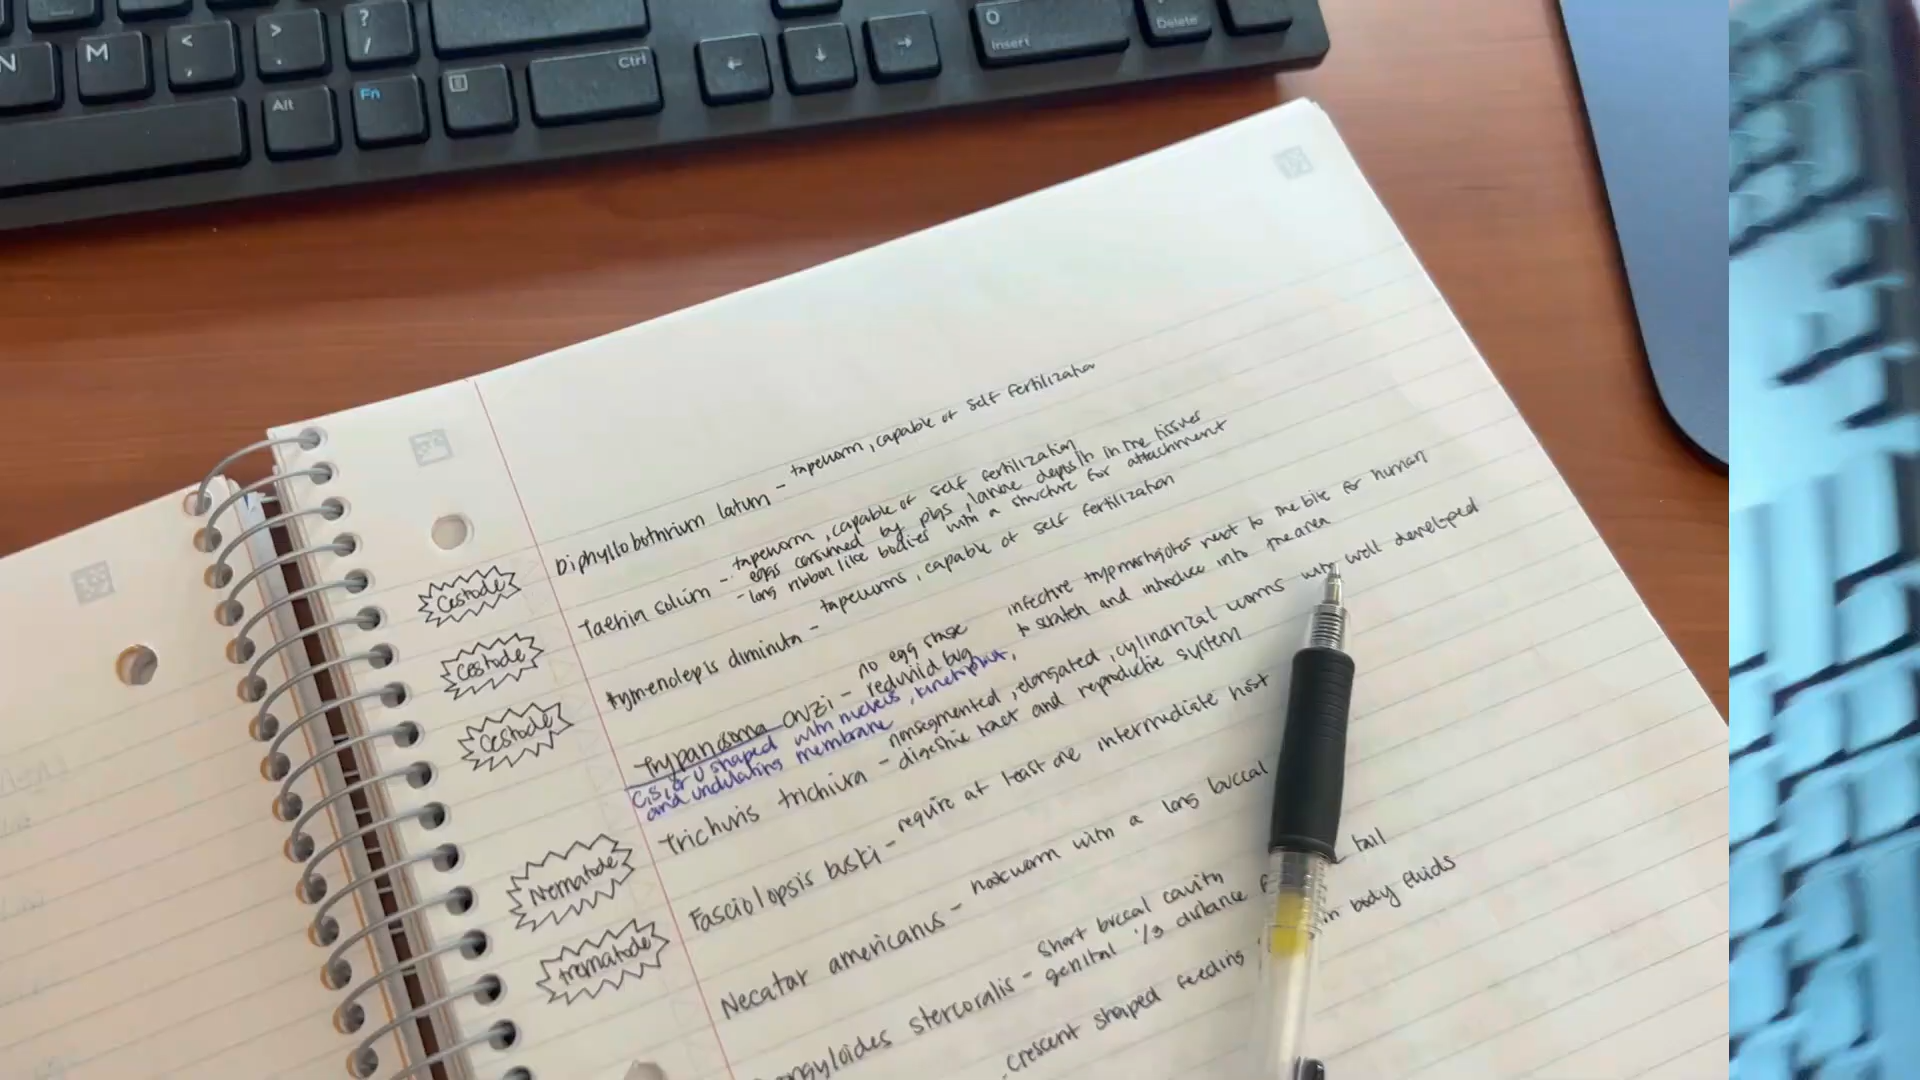 N
M
<
,
>
.
?
/
Ctrl
Alt
Fn
←
↓
→
0
Insert
.
Delete
Diphyllobothrium latum - tapeworm, capable of self fertilization
Cestode
Taenia solium - - tapeworm, capable of self fertilization
- eggs consumed by pigs, larvae deposit in the tissues
- long ribbon like bodies with a structure for attachment
Cestode
Hymenolepis diminuta - tapeworms, capable of self fertilization
Cestode
Trypanosoma cruzi - no egg stage
reduviid bug
infective trypmastigotes next to the bite for human
to scratch and introduce into the area
C, S, or U shaped with nucleus, kinetoplast,
and undulating membrane
Trichuris trichiura - nonsegmented, elongated, cylindrical worms with well developed
digestive tract and reproductive system
Nematode
Fasciolopsis buski - require at least one intermediate host
trematode
Necatar americanus - hookworm with a long buccal
ongyloides stercoralis - short buccal cavity
genital 1/3 distance tail
crescent shaped feeding in body fluids